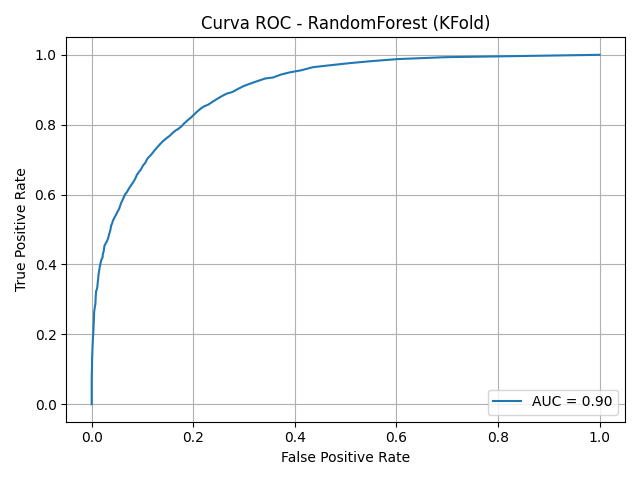 Curva ROC - RandomForest (KFold)
True Positive Rate
1.0
0.8
0.6
0.4
0.2
0.0
AUC = 0.90
0.0 0.2 0.4 0.6 0.8 1.0
False Positive Rate